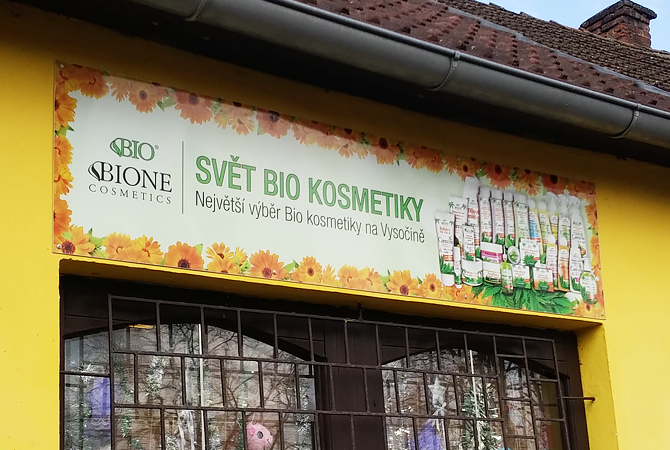 BIO®
BIONE
COSMETICS
SVĚT BIO KOSMETIKY
Největší výběr Bio kosmetiky na Vysočině